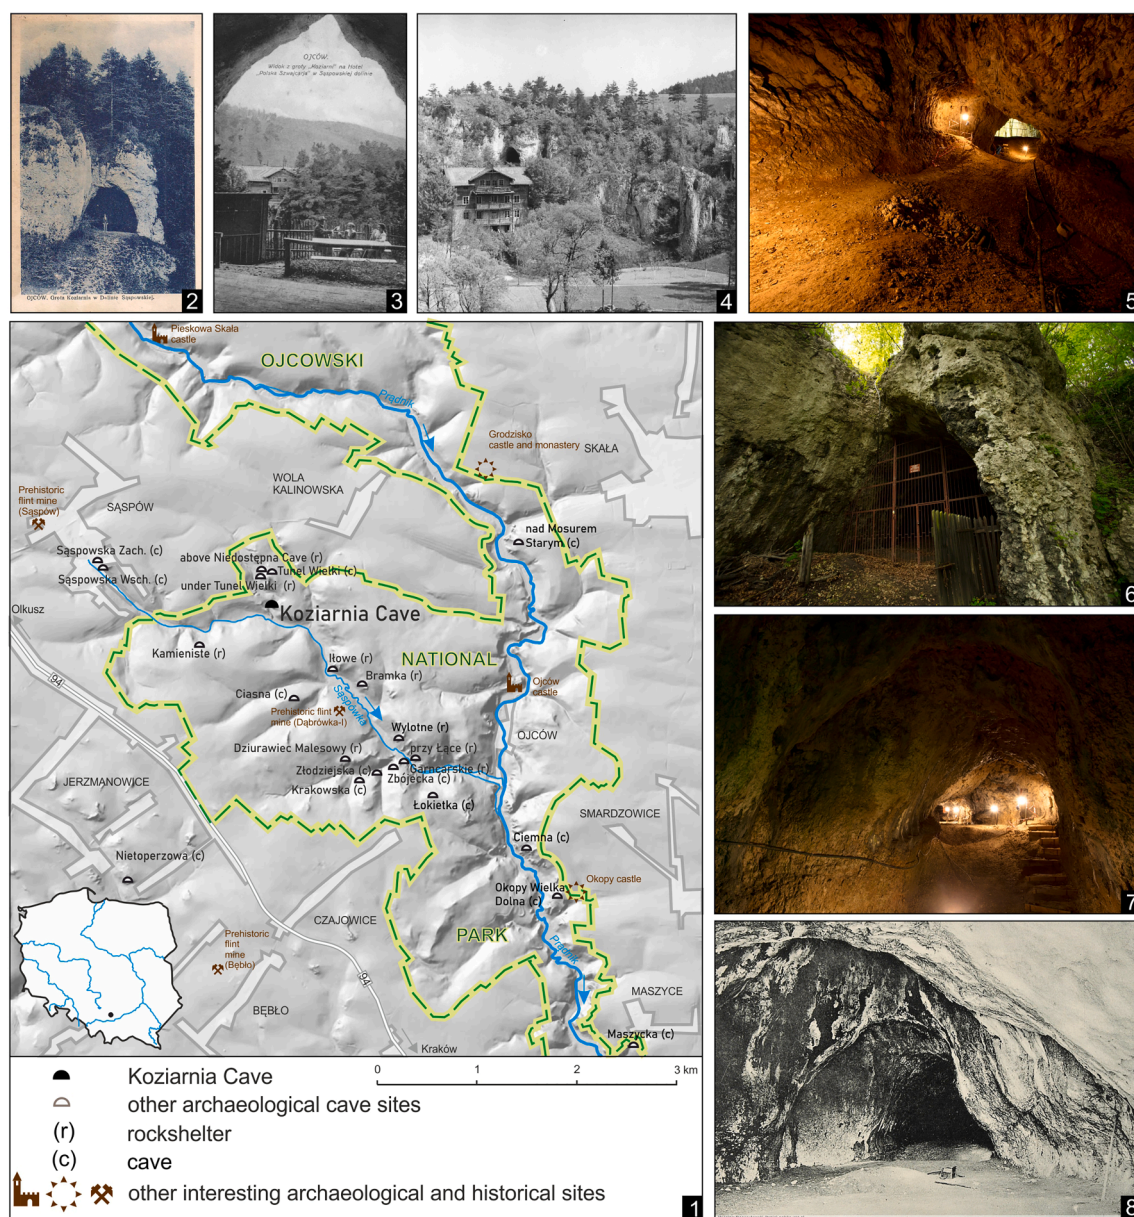 OJCÓW. Grota Koziarnia w Dolinie Sąspowskiej.
2
OJCÓW.
Widok z groty „Koziarni" na Hotel
„Polska Szwajcarja" w Sąspowskiej dolinie
3
4
5
Pieskowa Skała
castle
OJCOWSKI
Prądnik
Grodzisko
castle and monastery
SKAŁA
WOLA
KALINOWSKA
Prehistoric
flint mine
(Sąspów)
SĄSPÓW
nad Mosurem
Starym (c)
Sąspowska Zach. (c)
above Niedostępna Cave (r)
Tunel Wielki (c)
Sąspowska Wsch. (c)
under Tunel Wielki (r)
Olkusz
Koziarnia Cave
Kamieniste (r)
Iłowe (r)
NATIONAL
Bramka (r)
94
Ciasna (c)
Sąspówka
Ojców
castle
Prehistoric flint
mine (Dąbrówka-I)
Wylotne (r)
OJCÓW
Dziurawiec Malesowy (r)
przy Łące (r)
Garncarskie (r)
Złodziejska (c)
Zbójecka (c)
JERZMANOWICE
Krakowska (c)
Łokietka (c)
SMARDZOWICE
Ciemna (c)
Nietoperzowa (c)
Okopy Wielka
Dolna (c)
Okopy castle
CZAJOWICE
PARK
Prehistoric
flint
mine
(Bębło)
Prądnik
94
MASZYCE
BĘBŁO
Maszycka (c)
Kraków
Koziarnia Cave
0 1 2 3 km
other archaeological cave sites
(r) rockshelter
(c) cave
other interesting archaeological and historical sites
1
6
7
8